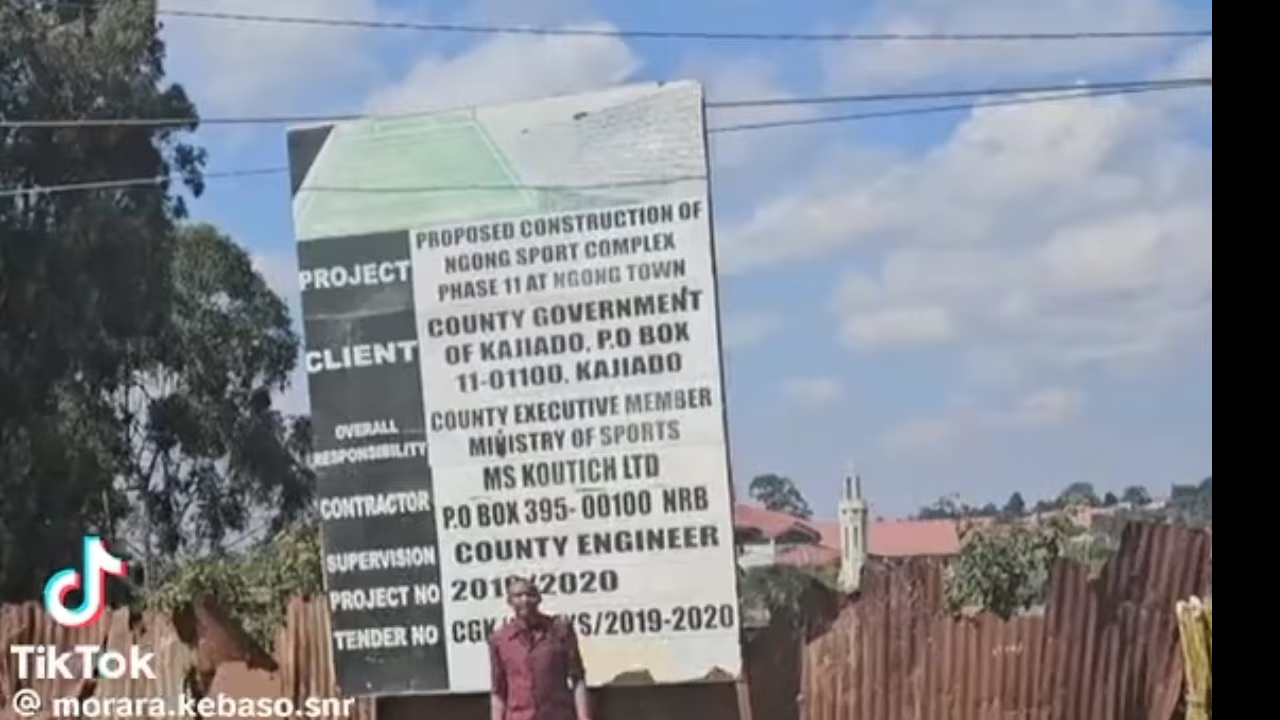 PROJECT
PROPOSED CONSTRUCTION OF
NGONG SPORT COMPLEX
PHASE 11 AT NGONG TOWN
CLIENT
COUNTY GOVERNMENT
OF KAJIADO, P.O BOX
11-01100, KAJIADO
OVERALL
RESPONSIBILITY
COUNTY EXECUTIVE MEMBER
MINISTRY OF SPORTS
CONTRACTOR
MS KOUTICH LTD
P.O BOX 395-00100 NRB
SUPERVISION
COUNTY ENGINEER
PROJECT NO
2019/2020
TENDER NO
/2019-2020
TikTok
@ morara.kebaso.snr